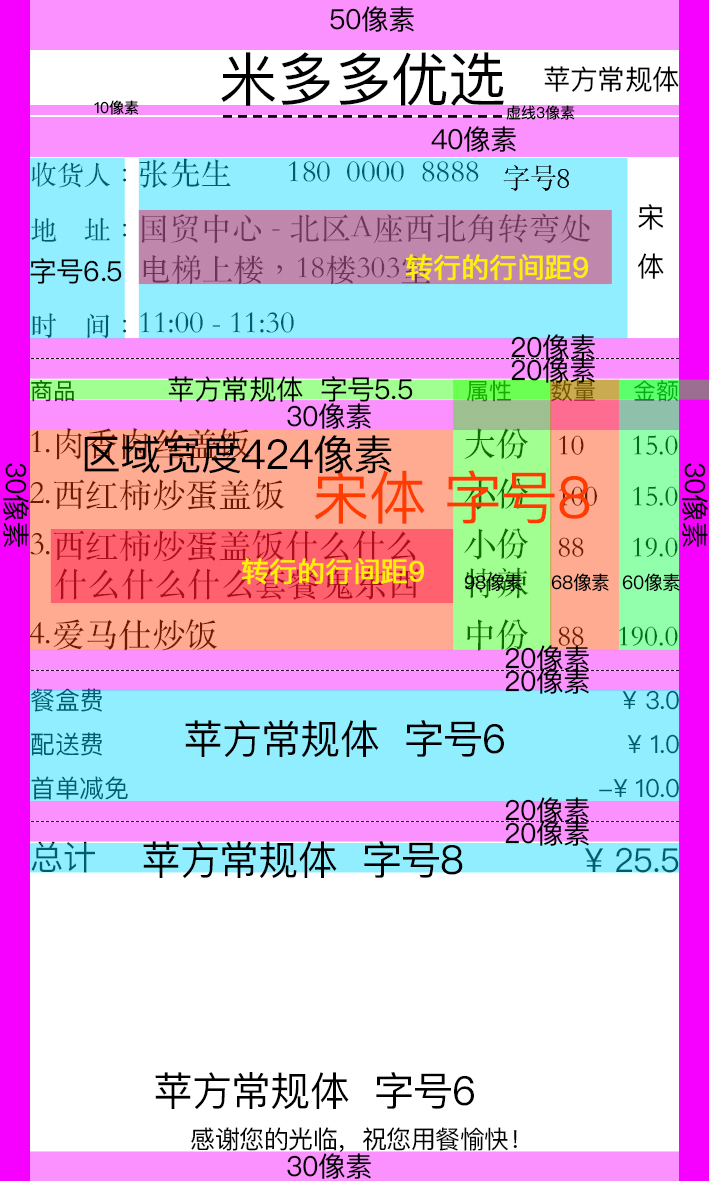 50像素
米多多优选 苹方常规体
10像素 虚线3像素
40像素
收货人：张先生 180 0000 8888 字号8
地 址：国贸中心 - 北区A座西北角转弯处
宋
体
字号6.5 电梯上楼，18楼303室
转行的行间距9
时 间：11:00 - 11:30
20像素
20像素
商品 苹方常规体 字号5.5 属性 数量 金额
30像素
1.肉香肉丝盖饭 大份 10 15.0
区域宽度424像素
30像素
30像素
2.西红柿炒蛋盖饭 小份 100 15.0
宋体 字号8
3.西红柿炒蛋盖饭什么什么 小份 88 19.0
什么什么什么套餐鬼东西 特辣
转行的行间距9
98像素 68像素 60像素
4.爱马仕炒饭 中份 88 190.0
20像素
20像素
餐盒费 ¥ 3.0
苹方常规体 字号6
配送费 ¥ 1.0
首单减免 –¥ 10.0
20像素
20像素
总计 苹方常规体 字号8 ¥ 25.5
苹方常规体 字号6
感谢您的光临，祝您用餐愉快！
30像素